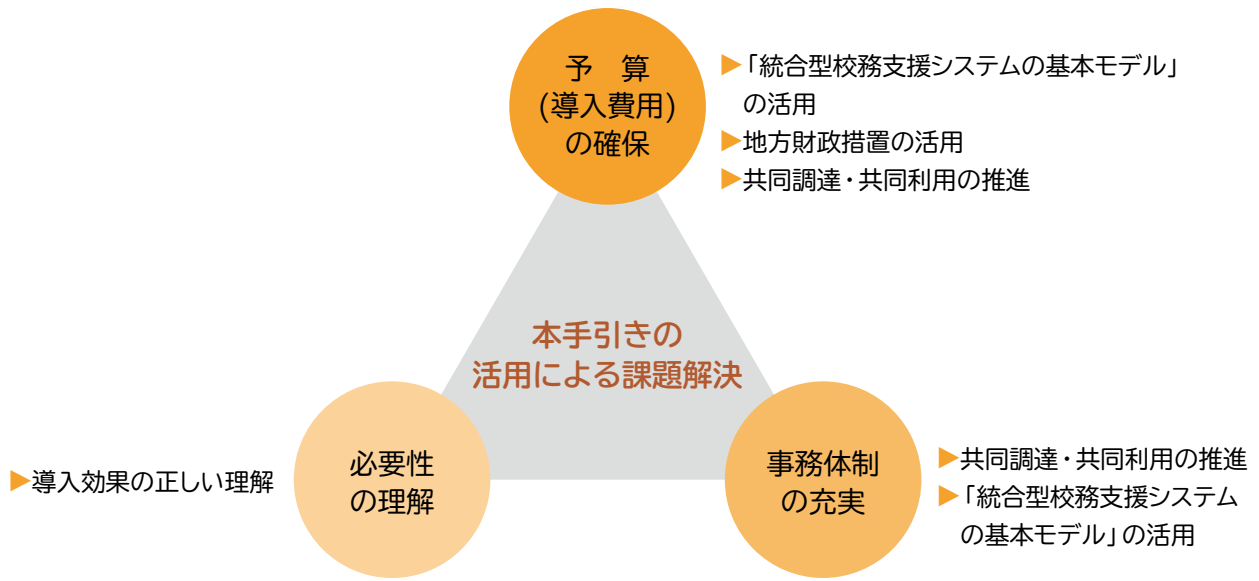 予　算
(導入費用)
の確保
▶「統合型校務支援システムの基本モデル」
の活用
▶地方財政措置の活用
▶共同調達・共同利用の推進
本手引きの
活用による課題解決
▶導入効果の正しい理解
必要性
の理解
事務体制
の充実
▶共同調達・共同利用の推進
▶「統合型校務支援システム
の基本モデル」の活用